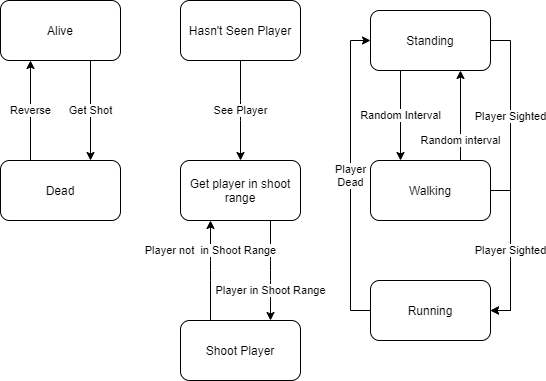 Alive
Reverse
Get Shot
Dead
Hasn't Seen Player
See Player
Get player in shoot
range
Player not  in Shoot Range
Player in Shoot Range
Shoot Player
Standing
Random Interval
Player Sighted
Random interval
Player
Dead
Walking
Player Sighted
Running